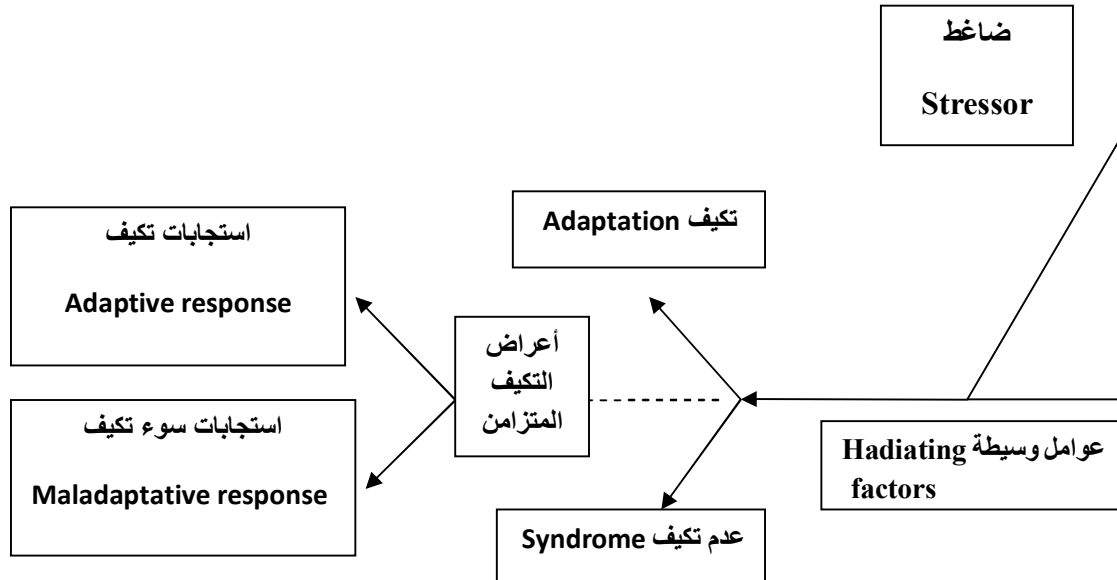 ضاغط
Stressor
تكيف Adaptation
استجابات تكيف
Adaptive response
أعراض
التكيف
المتزامن
استجابات سوء تكيف
Maladaptative response
عوامل وسيطة Hadiating
factors
عدم تكيف Syndrome